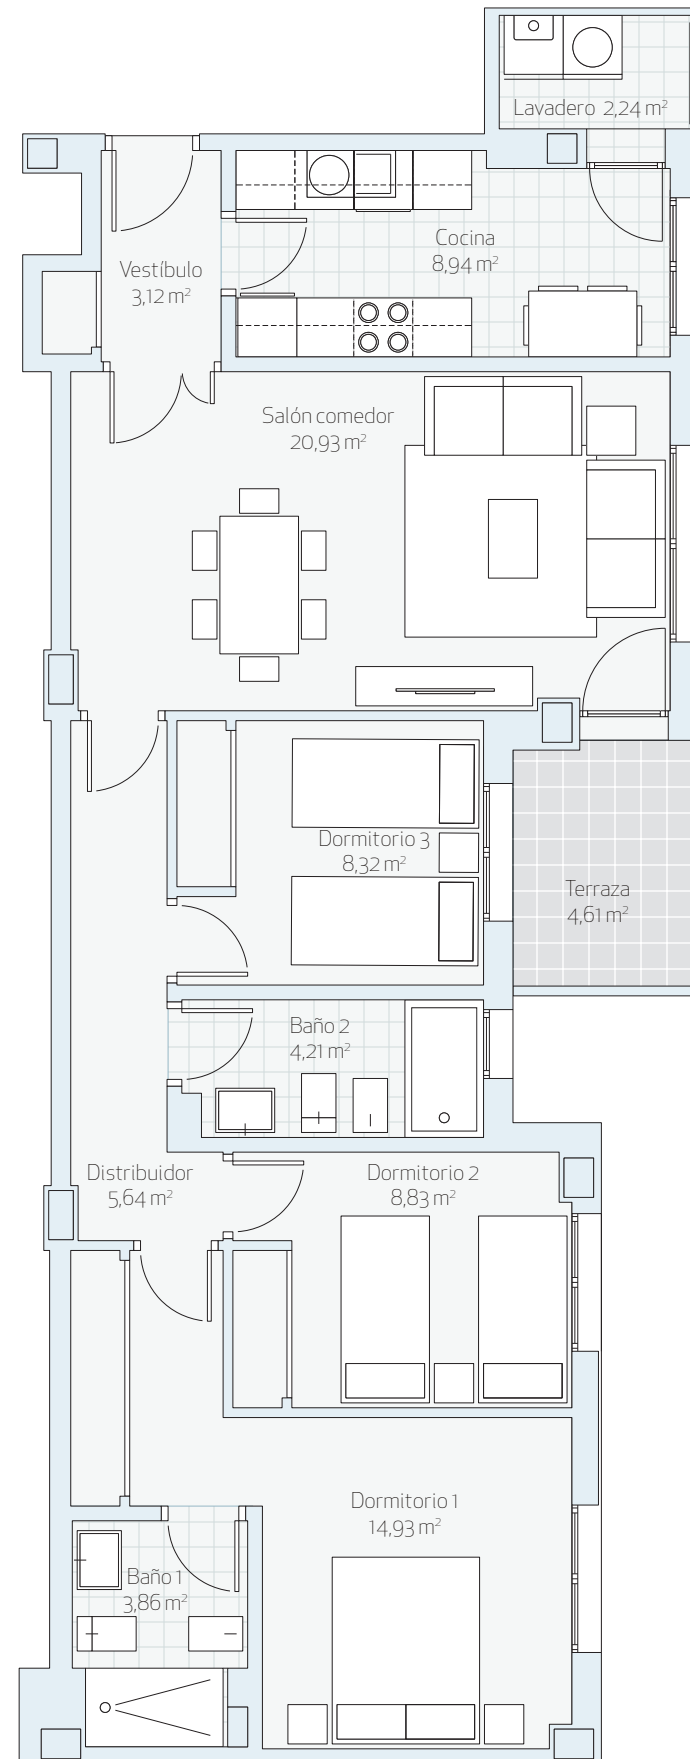 Lavadero 2,24 m²
Cocina
8,94 m²
Vestíbulo
3,12 m²
Salón comedor
20,93 m²
Dormitorio 3
8,32 m²
Terraza
4,61 m²
Baño 2
4,21 m²
Distribuidor
5,64 m²
Dormitorio 2
8,83 m²
Dormitorio 1
14,93 m²
Baño 1
3,86 m²